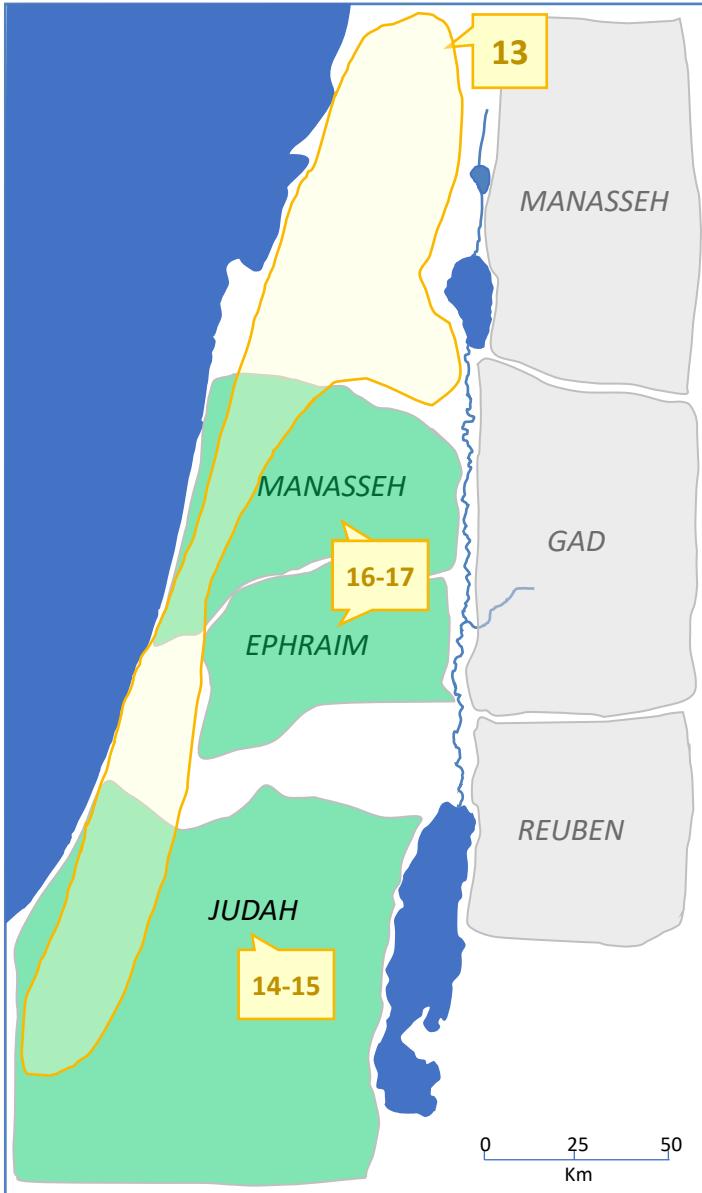 13
MANASSEH
MANASSEH
GAD
16-17
EPHRAIM
REUBEN
JUDAH
14-15
0 25 50
Km